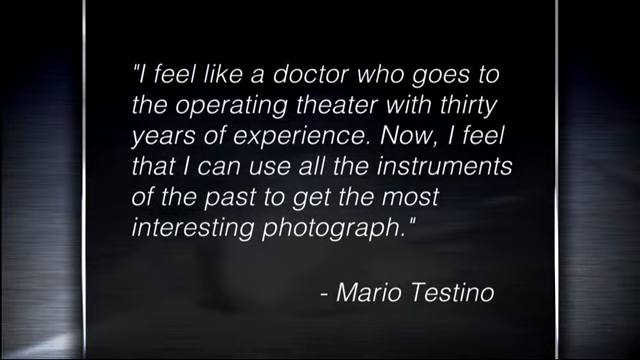 "I feel like a doctor who goes to
the operating theater with thirty
years of experience. Now, I feel
that I can use all the instruments
of the past to get the most
interesting photograph."
- Mario Testino